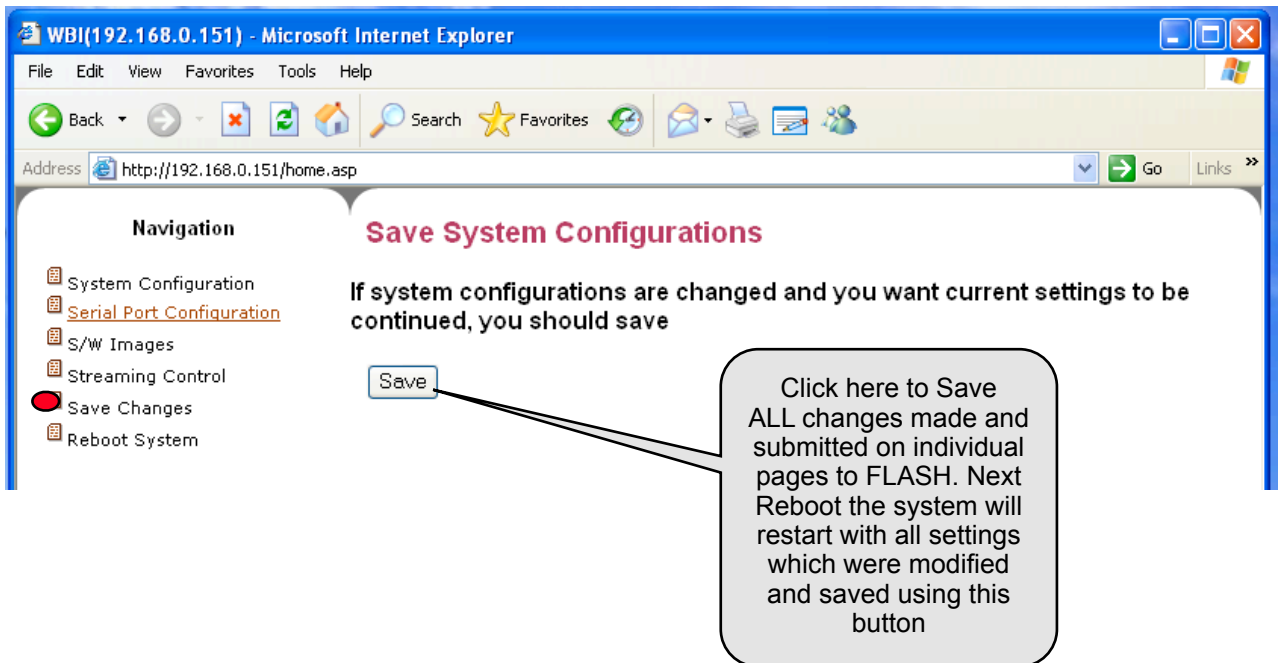 WBI(192.168.0.151) - Microsoft Internet Explorer
File Edit View Favorites Tools Help
Back Search Favorites
Address http://192.168.0.151/home.asp Go Links »
Navigation
System Configuration
Serial Port Configuration
S/W Images
Streaming Control
Save Changes
Reboot System
Save System Configurations
If system configurations are changed and you want current settings to be
continued, you should save
Save
Click here to Save
ALL changes made and
submitted on individual
pages to FLASH. Next
Reboot the system will
restart with all settings
which were modified
and saved using this
button